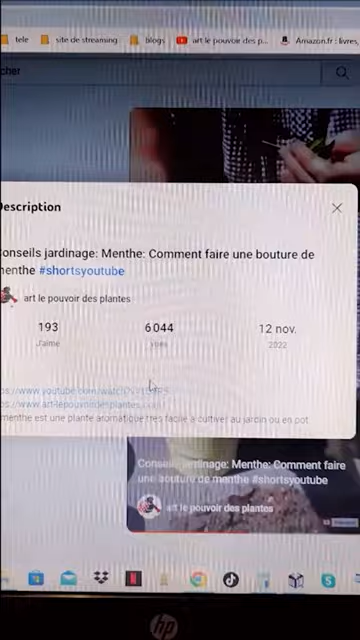 tele site de streaming blogs art le pouvoir des p... Amazon.fr : livres,
cher
Description
Conseils jardinage: Menthe: Comment faire une bouture de
menthe #shortsyoutube
art le pouvoir des plantes
193 6 044 12 nov.
J'aime vues 2022
menthe est une plante aromatique très facile à cultiver au jardin ou en pot
Conseils jardinage: Menthe: Comment faire
une bouture de menthe #shortsyoutube
art le pouvoir des plantes
hp